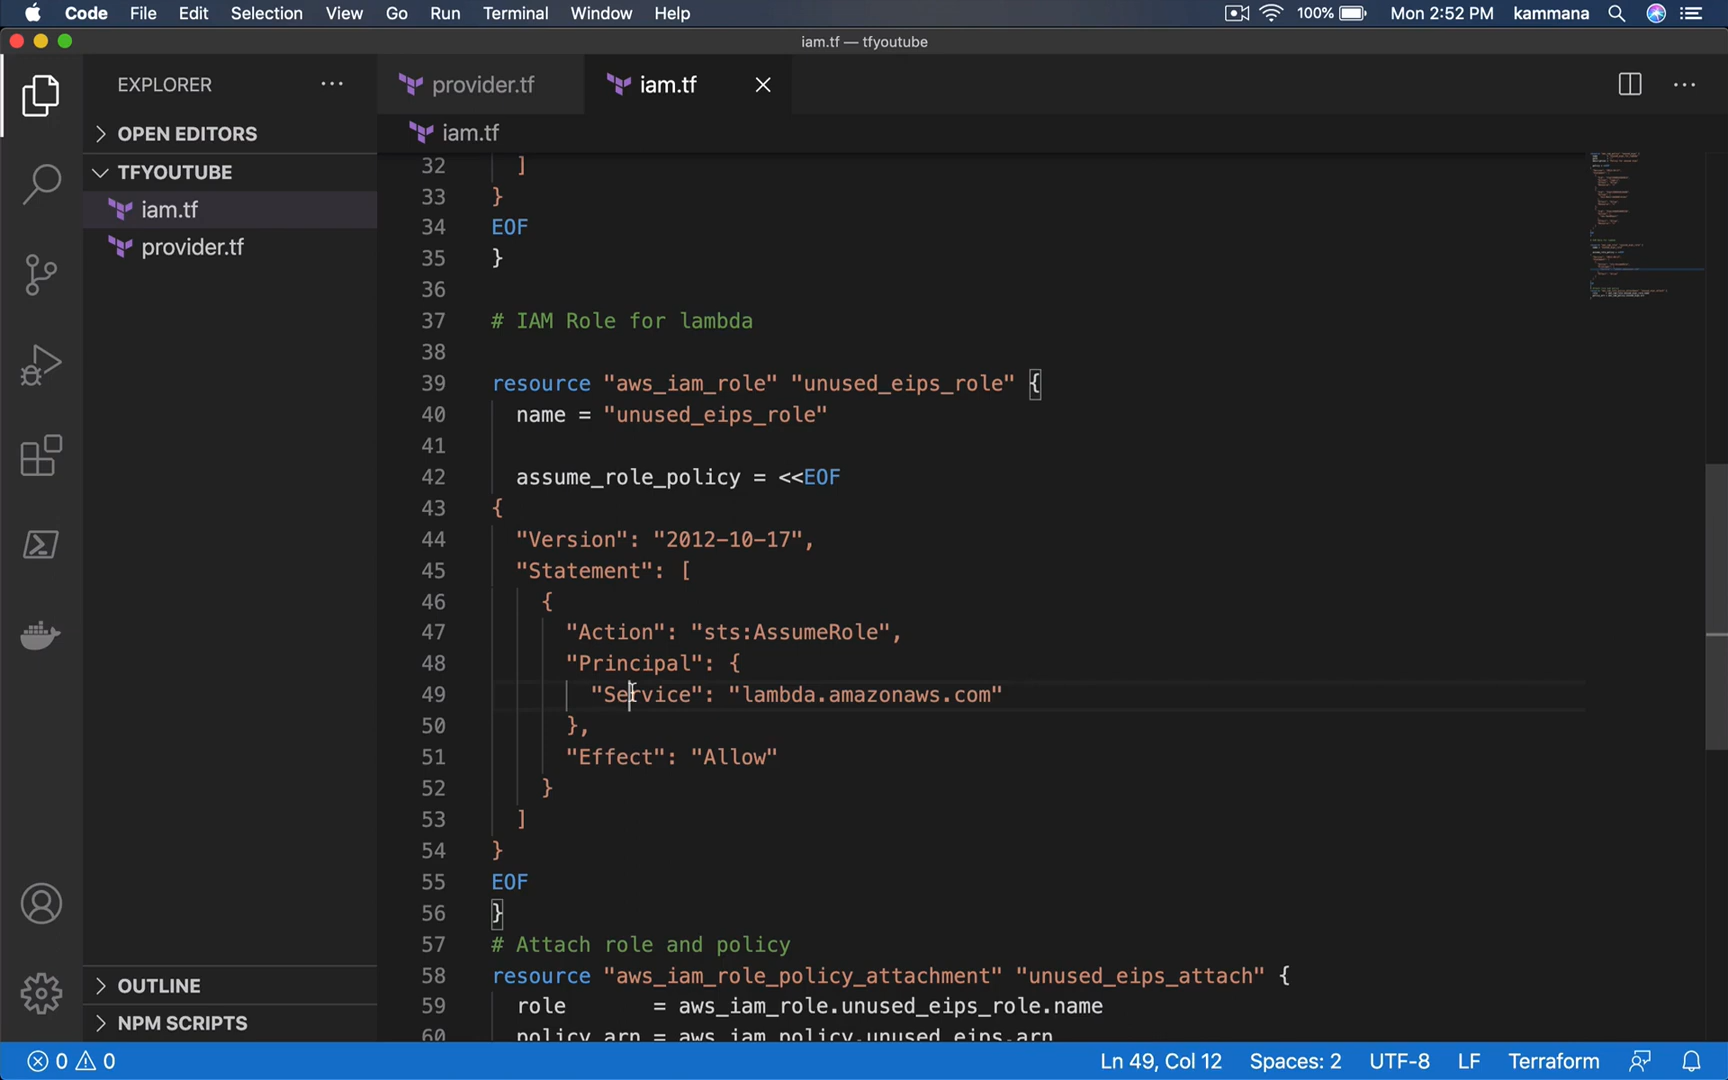 Code File Edit Selection View Go Run Terminal Window Help 100% Mon 2:52 PM kammana
iam.tf — tfyoutube
EXPLORER
OPEN EDITORS
TFYOUTUBE
iam.tf
provider.tf
OUTLINE
NPM SCRIPTS
provider.tf iam.tf
iam.tf
32 ]
33 }
34 EOF
35 }
36
37 # IAM Role for lambda
38
39 resource "aws_iam_role" "unused_eips_role" {
40 name = "unused_eips_role"
41
42 assume_role_policy = <<EOF
43 {
44 "Version": "2012-10-17",
45 "Statement": [
46 {
47 "Action": "sts:AssumeRole",
48 "Principal": {
49 "Service": "lambda.amazonaws.com"
50 },
51 "Effect": "Allow"
52 }
53 ]
54 }
55 EOF
56 }
57 # Attach role and policy
58 resource "aws_iam_role_policy_attachment" "unused_eips_attach" {
59 role = aws_iam_role.unused_eips_role.name
60 policy_arn = aws_iam_policy.unused_eips.arn
0 0 Ln 49, Col 12 Spaces: 2 UTF-8 LF Terraform